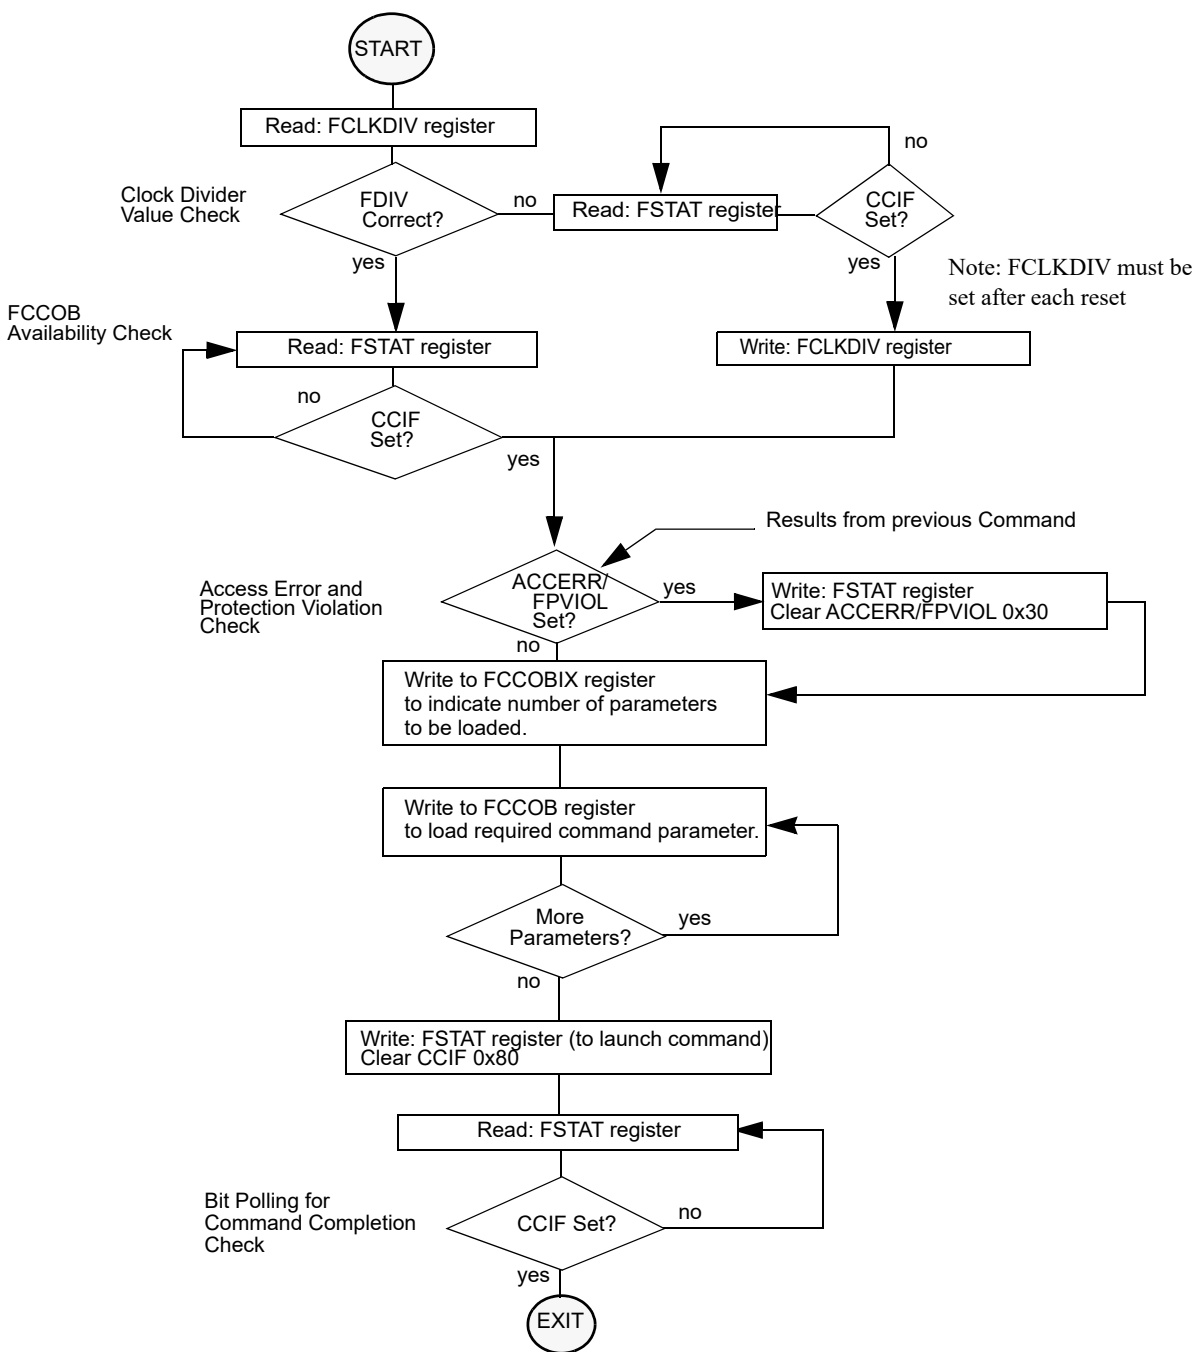 START
Read: FCLKDIV register
no
Clock Divider
Value Check
FDIV
Correct?
no
Read: FSTAT register
CCIF
Set?
yes
yes
Note: FCLKDIV must be
set after each reset
FCCOB
Availability Check
Read: FSTAT register
Write: FCLKDIV register
no
CCIF
Set?
yes
Results from previous Command
Access Error and
Protection Violation
Check
ACCERR/
FPVIOL
Set?
yes
Write: FSTAT register
Clear ACCERR/FPVIOL 0x30
no
Write to FCCOBIX register
to indicate number of parameters
to be loaded.
Write to FCCOB register
to load required command parameter.
More
Parameters?
yes
no
Write: FSTAT register (to launch command)
Clear CCIF 0x80
Read: FSTAT register
Bit Polling for
Command Completion
Check
CCIF Set?
no
yes
EXIT